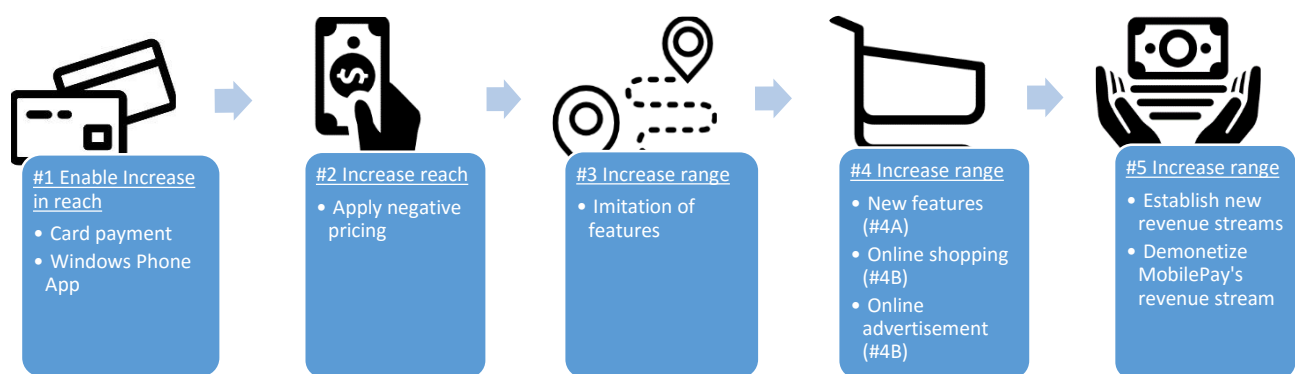 #1 Enable Increase
in reach
• Card payment
• Windows Phone
App
#2 Increase reach
• Apply negative
pricing
#3 Increase range
• Imitation of
features
#4 Increase range
• New features
(#4A)
• Online shopping
(#4B)
• Online
advertisement
(#4B)
#5 Increase range
• Establish new
revenue streams
• Demonetize
MobilePay's
revenue stream